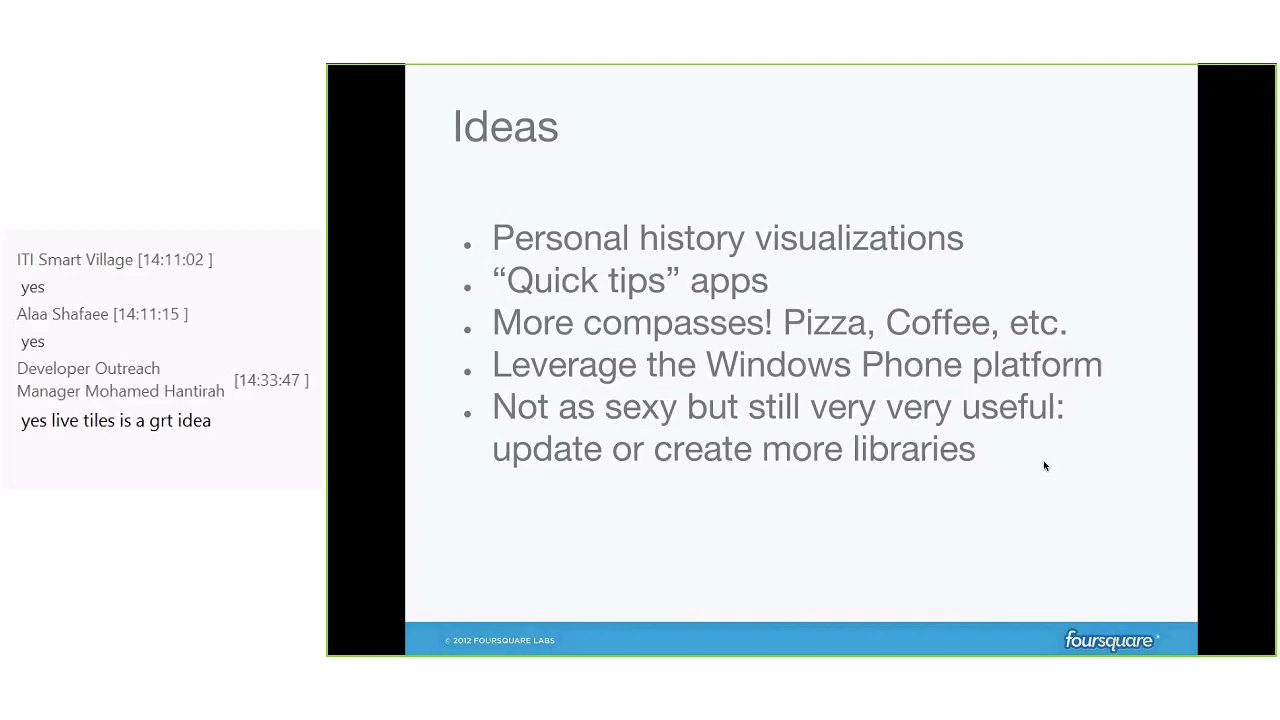 ITI Smart Village [14:11:02 ]
yes
Alaa Shafaee [14:11:15 ]
yes
Developer Outreach
Manager Mohamed Hantirah [14:33:47 ]
yes live tiles is a grt idea
Ideas
• Personal history visualizations
• “Quick tips” apps
• More compasses! Pizza, Coffee, etc.
• Leverage the Windows Phone platform
• Not as sexy but still very very useful:
update or create more libraries
© 2012 FOURSQUARE LABS
foursquare